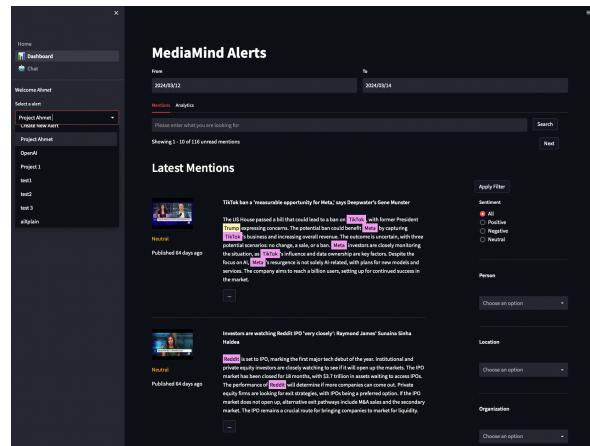 Home
Dashboard
Chat
Welcome Ahmet
Select a alert
Project Ahmet
Create New Alert
Project Ahmet
OpenAI
Project 1
test1
test2
test 3
aiXplain
MediaMind Alerts
From
To
2024/03/12
2024/03/14
Mentions
Analytics
Please enter what you are looking for
Search
Showing 1 - 10 of 116 unread mentions
Next
Latest Mentions
TikTok ban a 'measurable opportunity for Meta,' says Deepwater's Gene Munster
The US House passed a bill that could lead to a ban on TikTok, with former President
Trump expressing concerns. The potential ban could benefit Meta by capturing
TikTok's business and increasing overall revenue. The outcome is uncertain, with three
potential scenarios: no change, a sale, or a ban. Meta investors are closely monitoring
the situation, as TikTok's influence and data ownership are key factors. Despite the
focus on AI, Meta's resurgence is not solely AI-related, with plans for new models and
services. The company aims to reach a billion users, setting up for continued success in
the market.
...
Neutral
Published 64 days ago
Investors are watching Reddit IPO 'very closely': Raymond James' Sunaina Sinha
Haldea
Reddit is set to IPO, marking the first major tech debut of the year. Institutional and
private equity investors are closely watching to see if it will open up the markets. The IPO
market has been closed for 18 months, with $3.7 trillion in assets waiting to access IPOs.
The performance of Reddit will determine if more companies can come out. Private
equity firms are looking for exit strategies, with IPOs being a preferred option. If the IPO
market does not open up, alternative exit pathways include M&A sales and the secondary
market. The IPO remains a crucial route for bringing companies to market for liquidity.
...
Neutral
Published 64 days ago
Apply Filter
Sentiment
All
Positive
Negative
Neutral
Person
Choose an option
Location
Choose an option
Organization
Choose an option